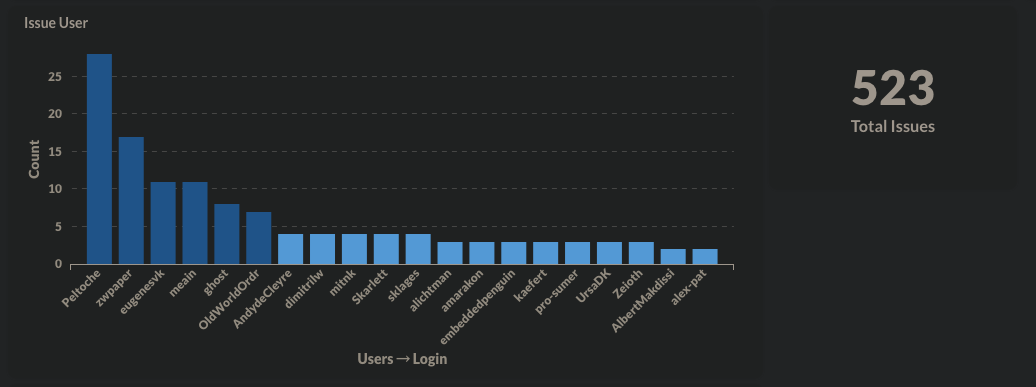 Issue User
Count
25
20
15
10
5
0
Peltoche
zwpaper
eugenesvk
meain
ghost
OldWorldOrdr
AndydeCleyre
dimitrilw
mitnk
Skarlett
sklages
alichtman
amarakon
embeddedpenguin
kaefert
pro-sumer
UrsaDK
Zeioth
AlbertMakdissi
alex-pat
Users → Login
523
Total Issues